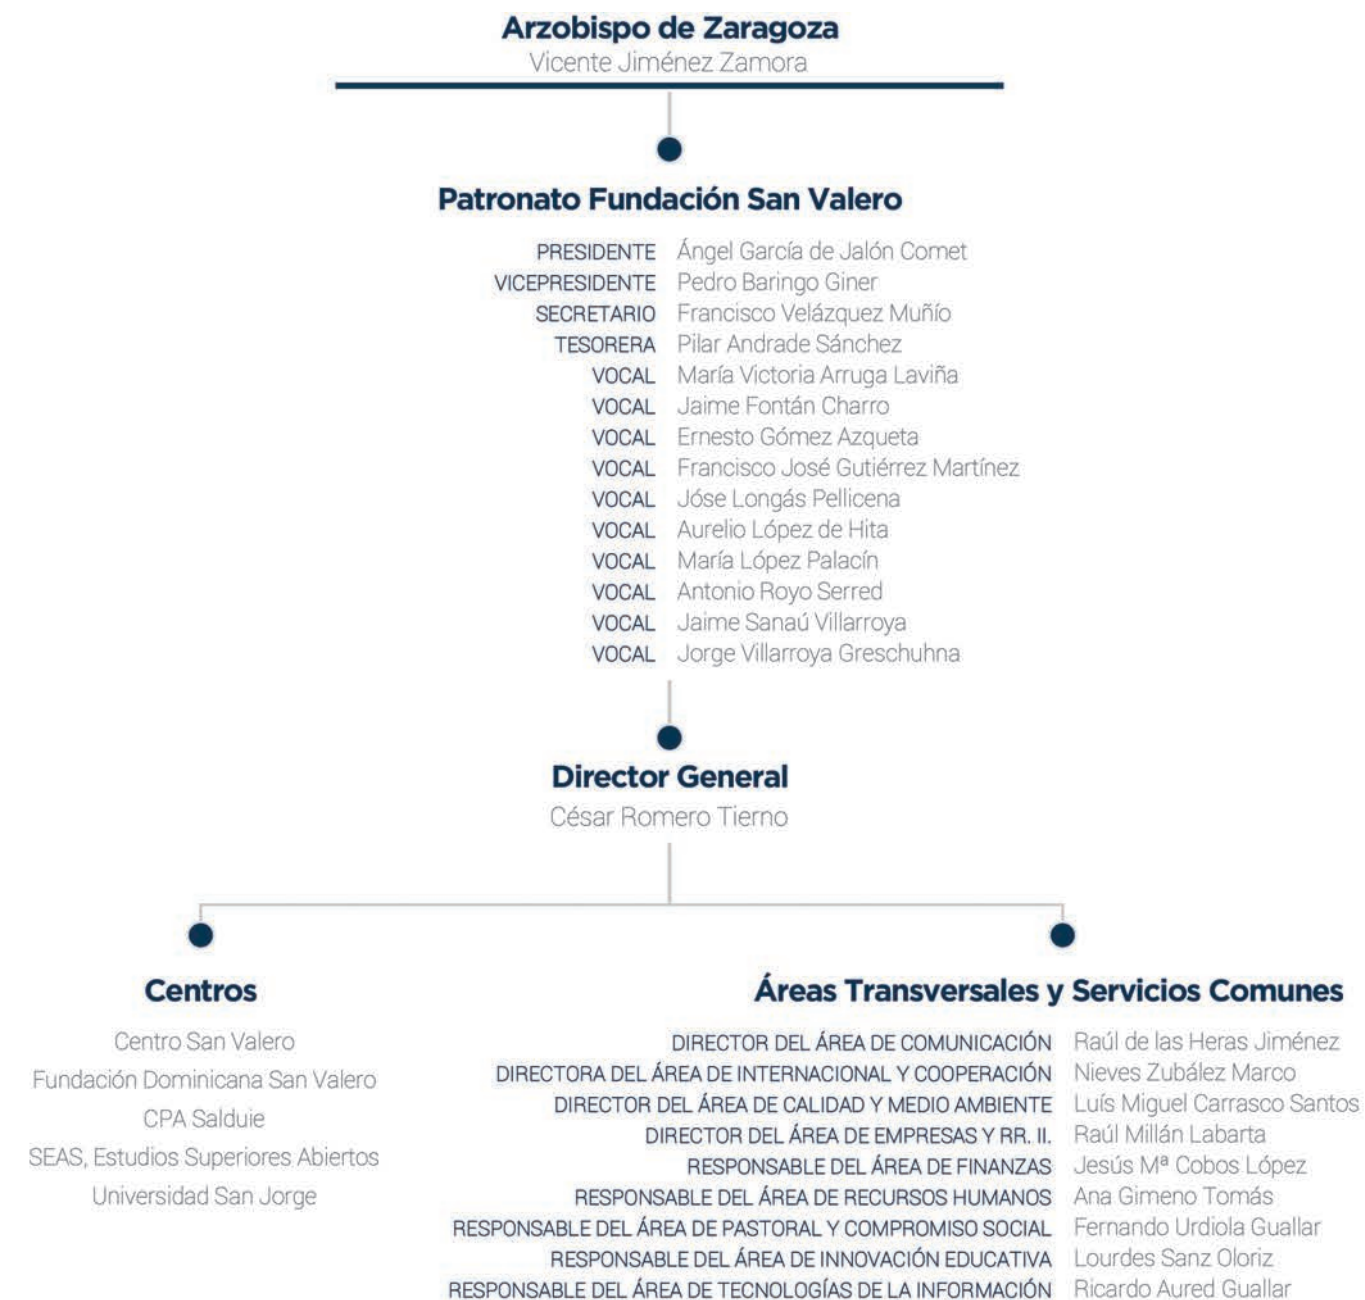 Arzobispo de Zaragoza
Vicente Jiménez Zamora
Patronato Fundación San Valero
PRESIDENTE Ángel García de Jalón Comet
VICEPRESIDENTE Pedro Baringo Giner
SECRETARIO Francisco Velázquez Muñío
TESORERA Pilar Andrade Sánchez
VOCAL María Victoria Arruga Laviña
VOCAL Jaime Fontán Charro
VOCAL Ernesto Gómez Azqueta
VOCAL Francisco José Gutiérrez Martínez
VOCAL Jóse Longás Pellicena
VOCAL Aurelio López de Hita
VOCAL María López Palacín
VOCAL Antonio Royo Serred
VOCAL Jaime Sanaú Villarroya
VOCAL Jorge Villarroya Greschuhna
Director General
César Romero Tierno
Centros
Centro San Valero
Fundación Dominicana San Valero
CPA Salduie
SEAS, Estudios Superiores Abiertos
Universidad San Jorge
Áreas Transversales y Servicios Comunes
DIRECTOR DEL ÁREA DE COMUNICACIÓN Raúl de las Heras Jiménez
DIRECTORA DEL ÁREA DE INTERNACIONAL Y COOPERACIÓN Nieves Zubález Marco
DIRECTOR DEL ÁREA DE CALIDAD Y MEDIO AMBIENTE Luís Miguel Carrasco Santos
DIRECTOR DEL ÁREA DE EMPRESAS Y RR. II. Raúl Millán Labarta
RESPONSABLE DEL ÁREA DE FINANZAS Jesús Mª Cobos López
RESPONSABLE DEL ÁREA DE RECURSOS HUMANOS Ana Gimeno Tomás
RESPONSABLE DEL ÁREA DE PASTORAL Y COMPROMISO SOCIAL Fernando Urdiola Guallar
RESPONSABLE DEL ÁREA DE INNOVACIÓN EDUCATIVA Lourdes Sanz Oloriz
RESPONSABLE DEL ÁREA DE TECNOLOGÍAS DE LA INFORMACIÓN Ricardo Aured Guallar